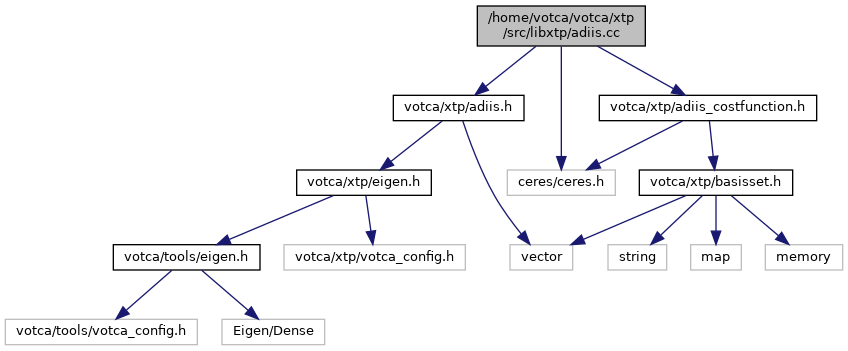 /home/votca/votca/xtp
/src/libxtp/adiis.cc
votca/xtp/adiis.h
votca/xtp/adiis_costfunction.h
votca/xtp/eigen.h
ceres/ceres.h
votca/xtp/basisset.h
votca/tools/eigen.h
votca/xtp/votca_config.h
vector
string
map
memory
votca/tools/votca_config.h
Eigen/Dense